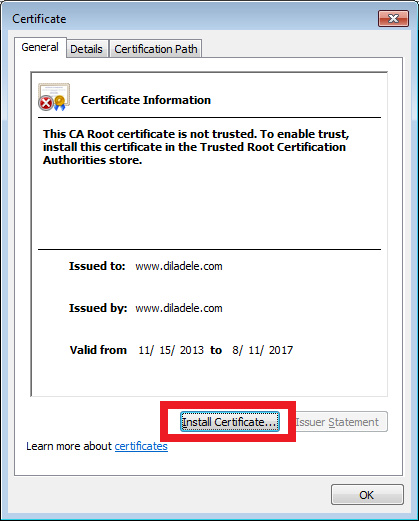 Certificate
General Details Certification Path
Certificate Information
This CA Root certificate is not trusted. To enable trust,
install this certificate in the Trusted Root Certification
Authorities store.
Issued to: www.diladele.com
Issued by: www.diladele.com
Valid from 11/ 15/ 2013 to 8/ 11/ 2017
Install Certificate... Issuer Statement
Learn more about certificates
OK